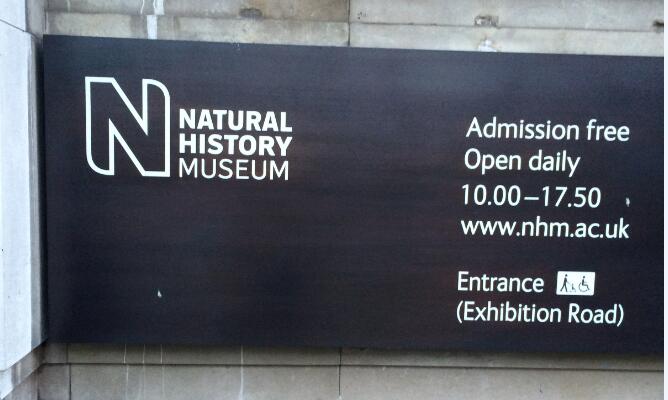 N
NATURAL
HISTORY
MUSEUM
Admission free
Open daily
10.00–17.50
www.nhm.ac.uk
Entrance
(Exhibition Road)